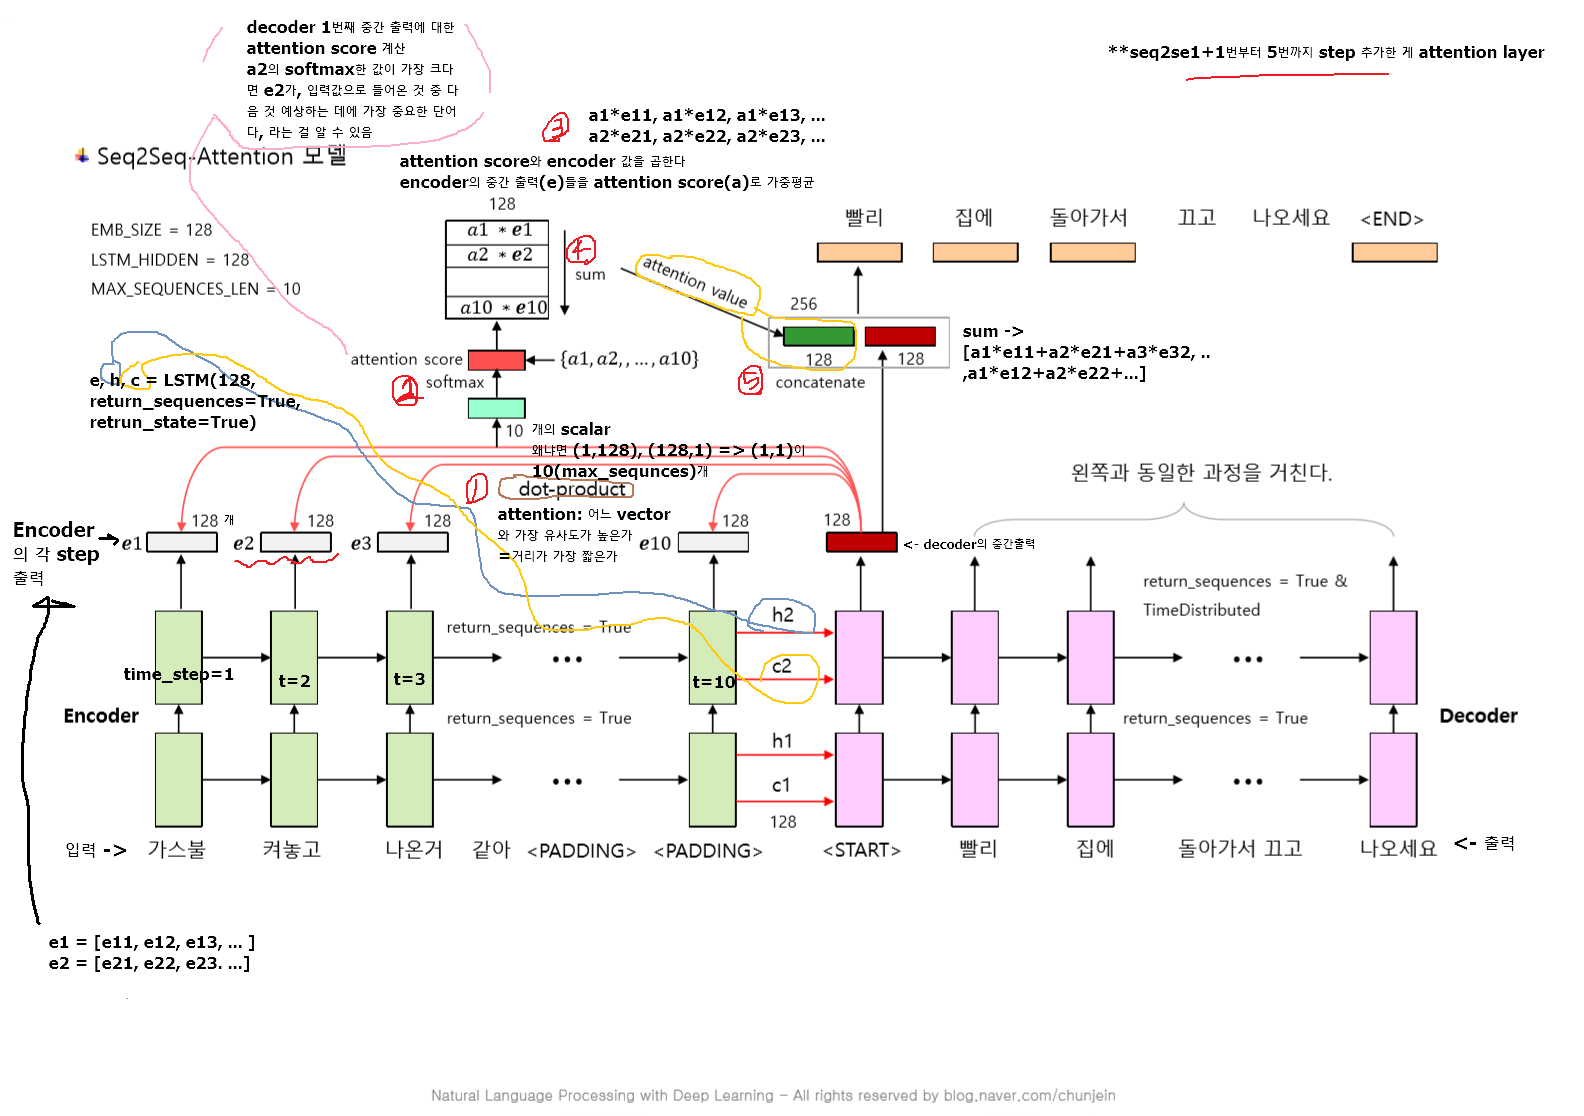 decoder 1번째 중간 출력에 대한
attention score 계산
a2의 softmax한 값이 가장 크다
면 e2가, 입력값으로 들어온 것 중 다
음 것 예상하는 데에 가장 중요한 단어
다, 라는 걸 알 수 있음
**seq2se1+1번부터 5번까지 step 추가한 게 attention layer
Seq2Seq-Attention 모델
3
a1*e11, a1*e12, a1*e13, ...
a2*e21, a2*e22, a2*e23, ...
attention score와 encoder 값을 곱한다
encoder의 중간 출력(e)들을 attention score(a)로 가중평균
EMB_SIZE = 128
LSTM_HIDDEN = 128
MAX_SEQUENCES_LEN = 10
128
a1 * e1
a2 * e2
a10 * e10
4
sum
attention value
빨리 집에 돌아가서 끄고 나오세요 <END>
256
128 128
5
concatenate
sum ->
[a1*e11+a2*e21+a3*e32, ..
,a1*e12+a2*e22+...]
attention score
{a1, a2, , ... , a10}
2
softmax
e, h, c = LSTM(128,
return_sequences=True,
retrun_state=True)
10 개의 scalar
왜냐면 (1,128), (128,1) => (1,1)이
10(max_sequnces)개
1
dot-product
attention: 어느 vector
와 가장 유사도가 높은가
=거리가 가장 짧은가
왼쪽과 동일한 과정을 거친다.
Encoder
의 각 step
출력
e1 128 개
e2 128
e3 128
e10 128
128
<- decoder의 중간출력
return_sequences = True
return_sequences = True &
TimeDistributed
h2
c2
time_step=1 t=2 t=3 ... t=10 ...
Encoder
return_sequences = True
return_sequences = True
Decoder
h1
c1
128
... ...
입력 -> 가스불 켜놓고 나온거 같아 <PADDING> <PADDING> <START> 빨리 집에 돌아가서 끄고 나오세요 <- 출력
e1 = [e11, e12, e13, ... ]
e2 = [e21, e22, e23. ...]
Natural Language Processing with Deep Learning - All rights reserved by blog.naver.com/chunjein